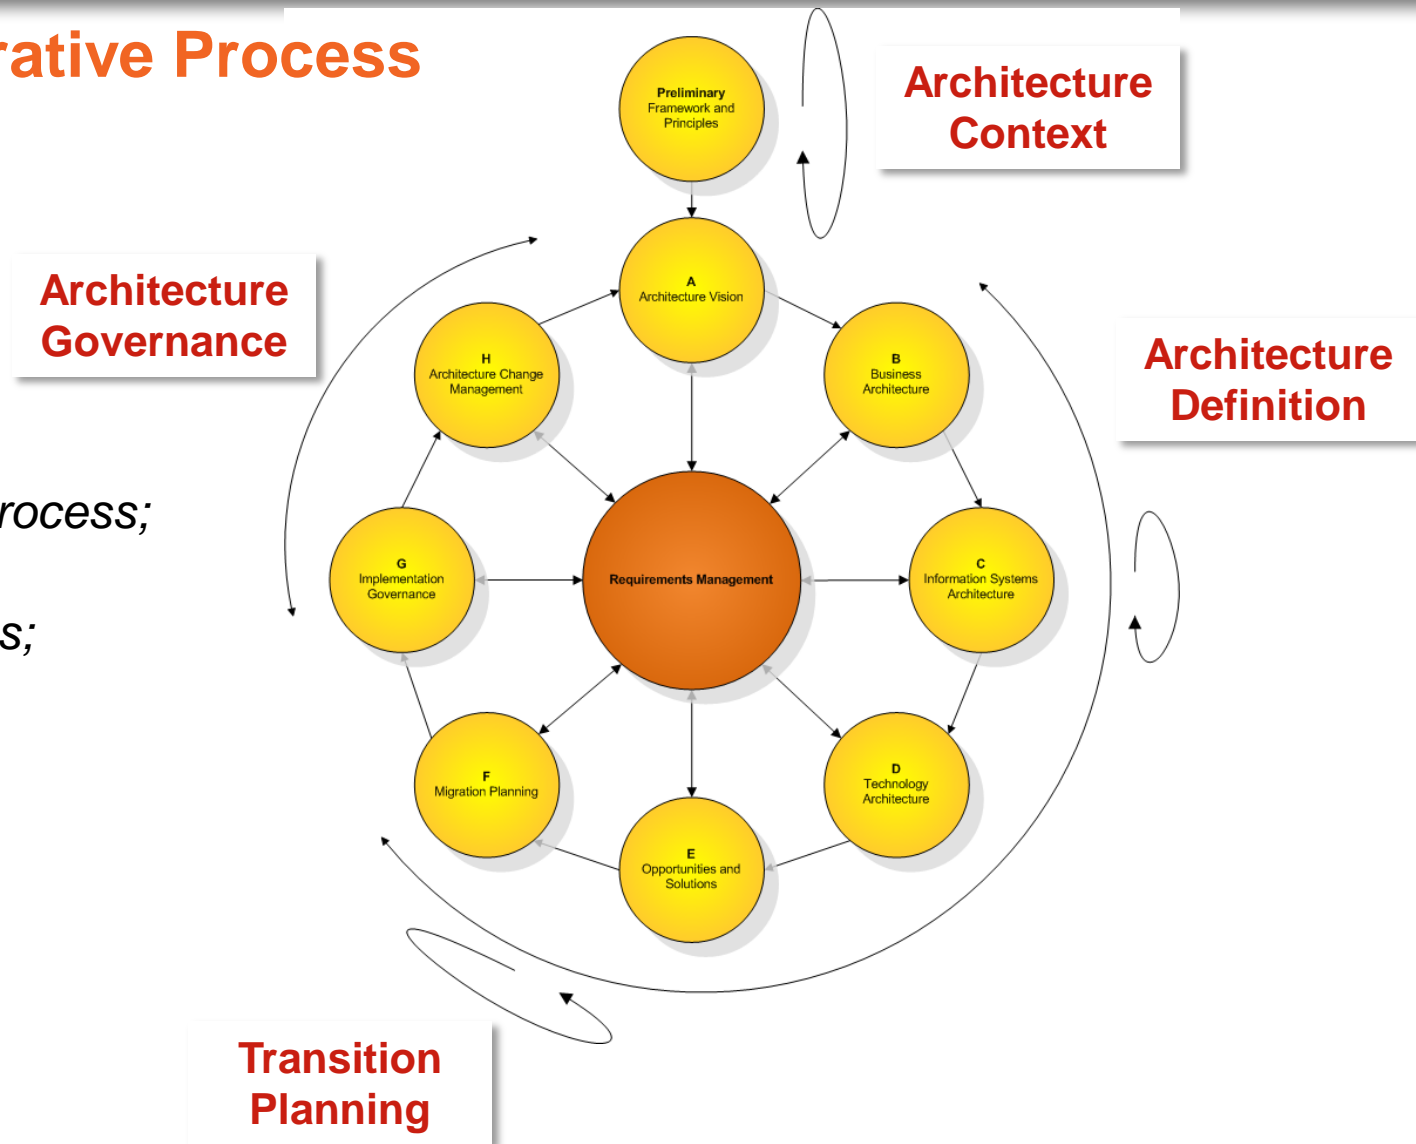 rative Process
Preliminary
Framework and
Principles
Architecture
Context
Architecture
Governance
A
Architecture Vision
H
Architecture Change
Management
B
Business
Architecture
Architecture
Definition
rocess;
s;
G
Implementation
Governance
Requirements Management
C
Information Systems
Architecture
F
Migration Planning
D
Technology
Architecture
E
Opportunities and
Solutions
Transition
Planning